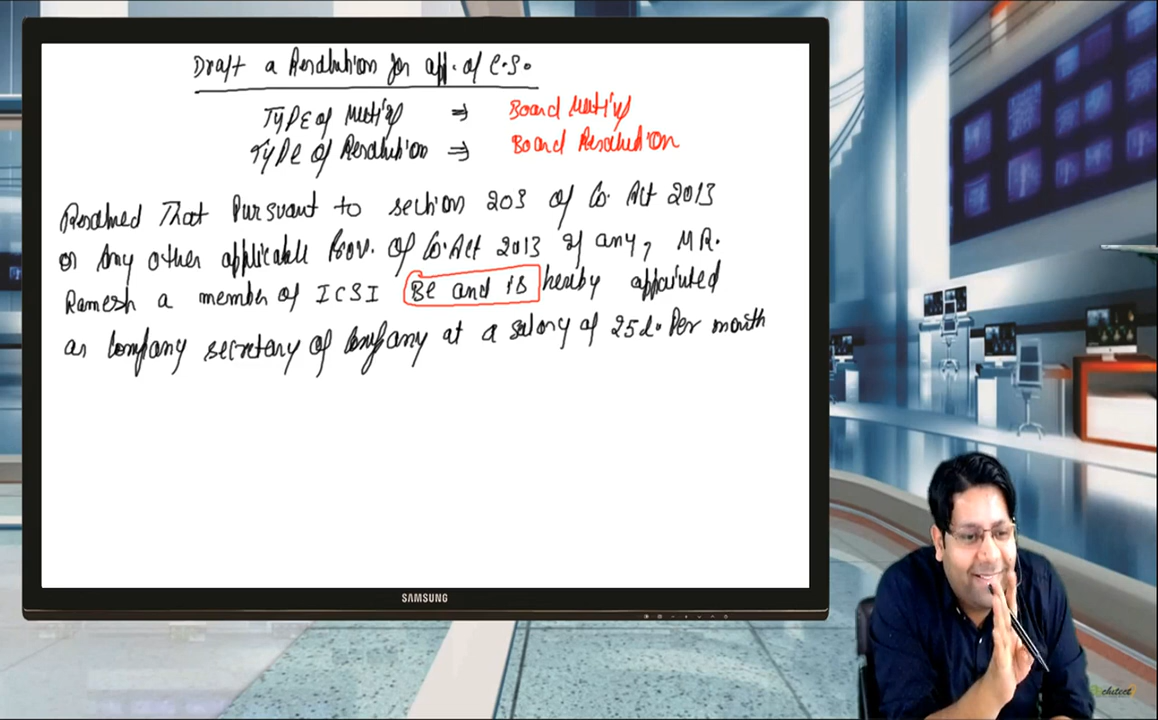 Draft a Resolution for app. of C.S.
TYPE of Meeting ⇒ Board Meeting
TYPE of Resolution ⇒ Board Resolution
Resolved That Pursuant to section 203 of Co. Act 2013
or Any other applicable Prov. of Co. Act 2013 if any, MR.
Ramesh a member of ICSI Be and is hereby appointed
as Company secretary of Company at a salary of 25L. Per month
SAMSUNG